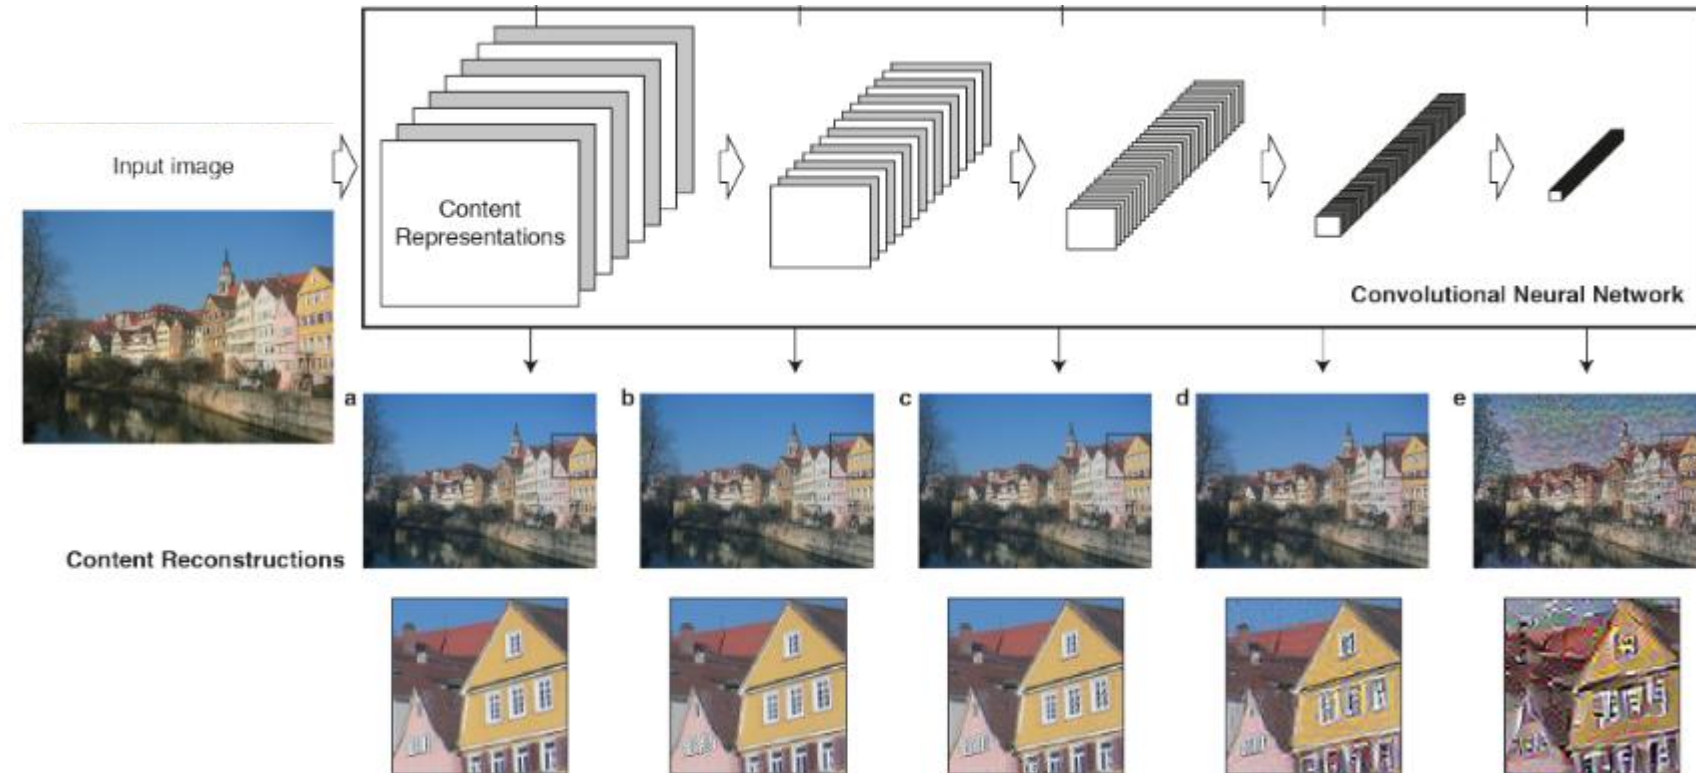 Input image
Content
Representations
Convolutional Neural Network
a
b
c
d
e
Content Reconstructions